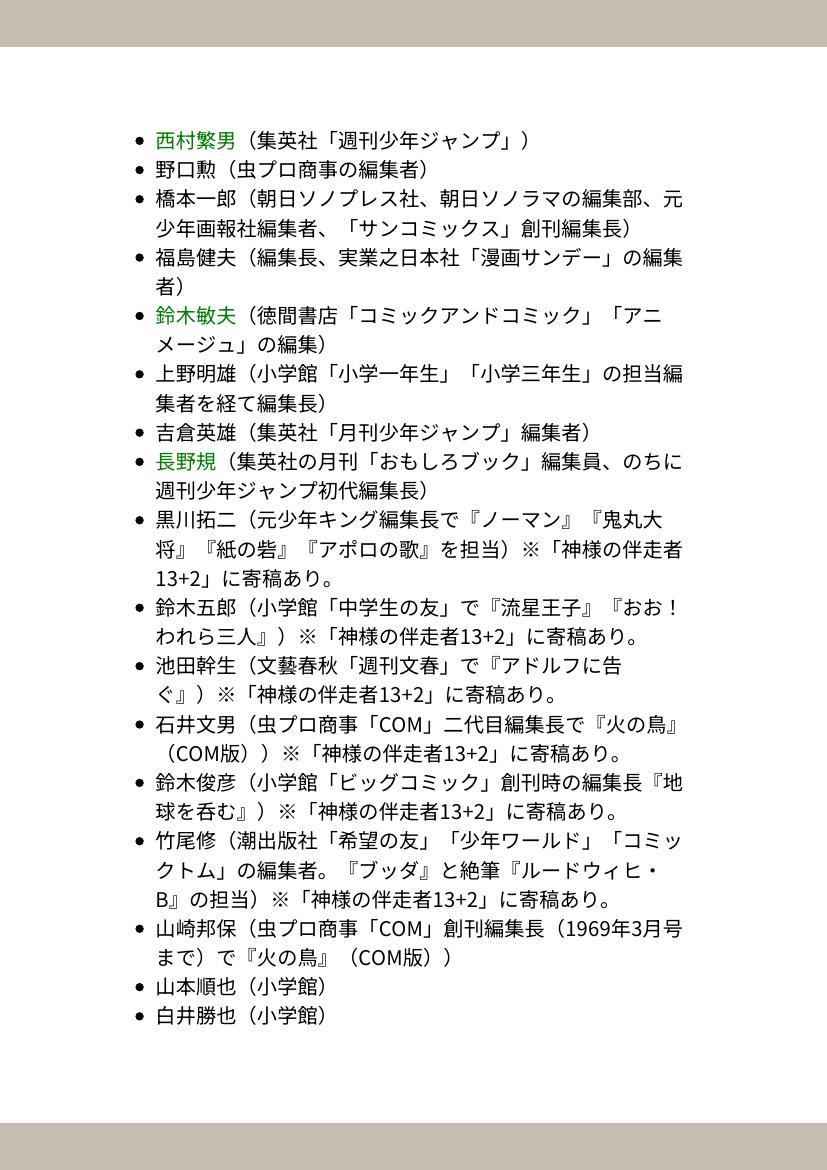 西村繁男（集英社「週刊少年ジャンプ」）
野口勲（虫プロ商事の編集者）
橋本一郎（朝日ソノプレス社、朝日ソノラマの編集部、元
少年画報社編集者、「サンコミックス」創刊編集長）
福島健夫（編集長、実業之日本社「漫画サンデー」の編集
者）
鈴木敏夫（徳間書店「コミックアンドコミック」「アニ
メージュ」の編集）
上野明雄（小学館「小学一年生」「小学三年生」の担当編
集者を経て編集長）
吉倉英雄（集英社「月刊少年ジャンプ」編集者）
長野規（集英社の月刊「おもしろブック」編集員、のちに
週刊少年ジャンプ初代編集長）
黒川拓二（元少年キング編集長で『ノーマン』『鬼丸大
将』『紙の砦』『アポロの歌』を担当）※「神様の伴走者
13+2」に寄稿あり。
鈴木五郎（小学館「中学生の友」で『流星王子』『おお！
われら三人』）※「神様の伴走者13+2」に寄稿あり。
池田幹生（文藝春秋「週刊文春」で『アドルフに告
ぐ』）※「神様の伴走者13+2」に寄稿あり。
石井文男（虫プロ商事「COM」二代目編集長で『火の鳥』
（COM版））※「神様の伴走者13+2」に寄稿あり。
鈴木俊彦（小学館「ビッグコミック」創刊時の編集長『地
球を呑む』）※「神様の伴走者13+2」に寄稿あり。
竹尾修（潮出版社「希望の友」「少年ワールド」「コミッ
クトム」の編集者。『ブッダ』と絶筆『ルードウィヒ・
B』の担当）※「神様の伴走者13+2」に寄稿あり。
山崎邦保（虫プロ商事「COM」創刊編集長（1969年3月号
まで）で『火の鳥』（COM版））
山本順也（小学館）
白井勝也（小学館）